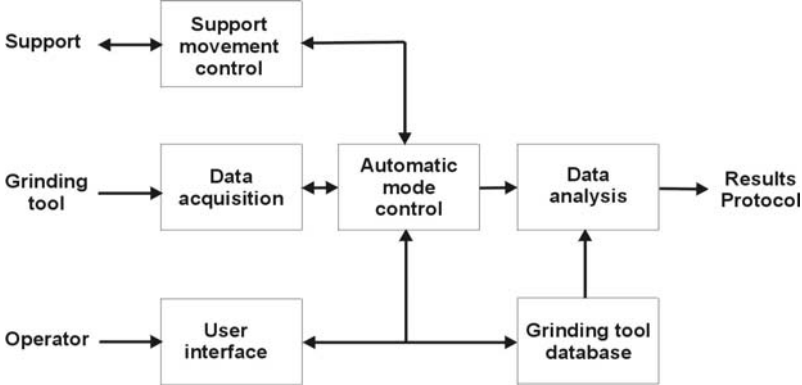 Support
Support
movement
control
Grinding
tool
Data
acquisition
Automatic
mode
control
Data
analysis
Results
Protocol
Operator
User
interface
Grinding tool
database